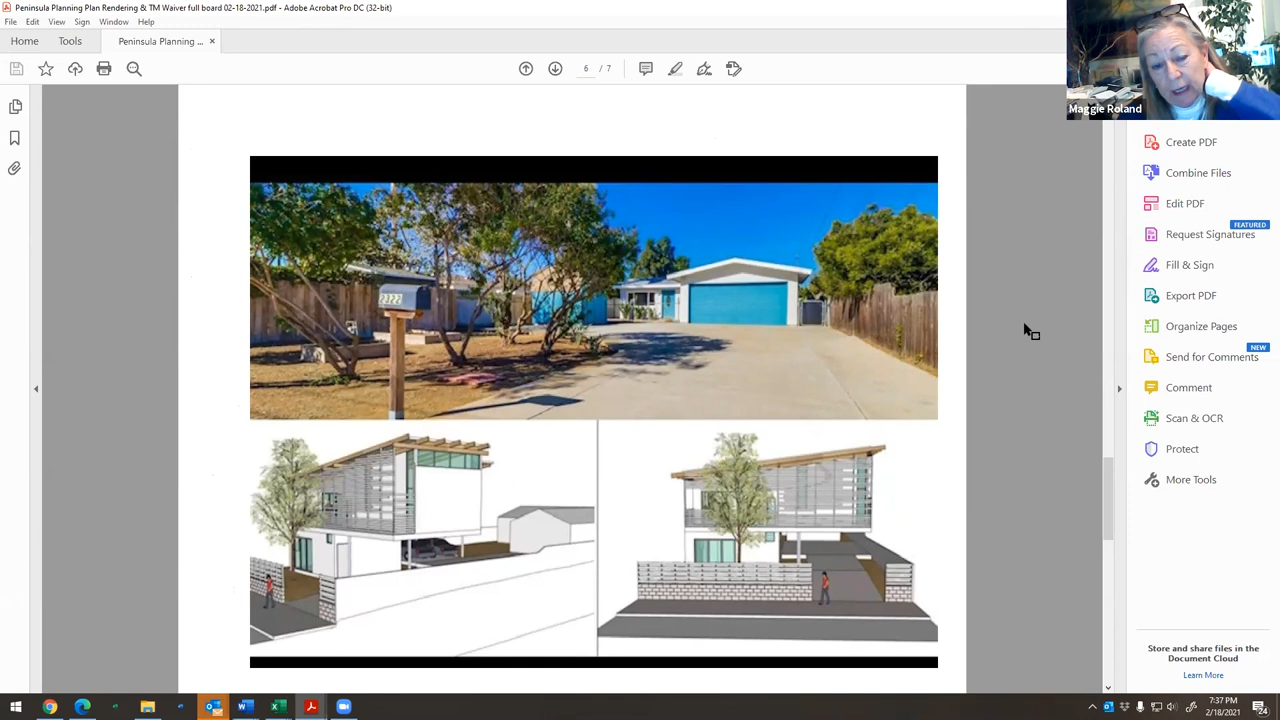 Peninsula Planning Plan Rendering & TM Waiver full board 02-18-2021.pdf - Adobe Acrobat Pro DC (32-bit)
File Edit View Sign Window Help
Home Tools Peninsula Planning ... ×
6 / 7
Maggie Roland
Create PDF
Combine Files
Edit PDF
FEATURED
Request Signatures
Fill & Sign
Export PDF
Organize Pages
NEW
Send for Comments
Comment
Scan & OCR
Protect
More Tools
2322
Store and share files in the
Document Cloud
Learn More
7:37 PM
2/18/2021
24